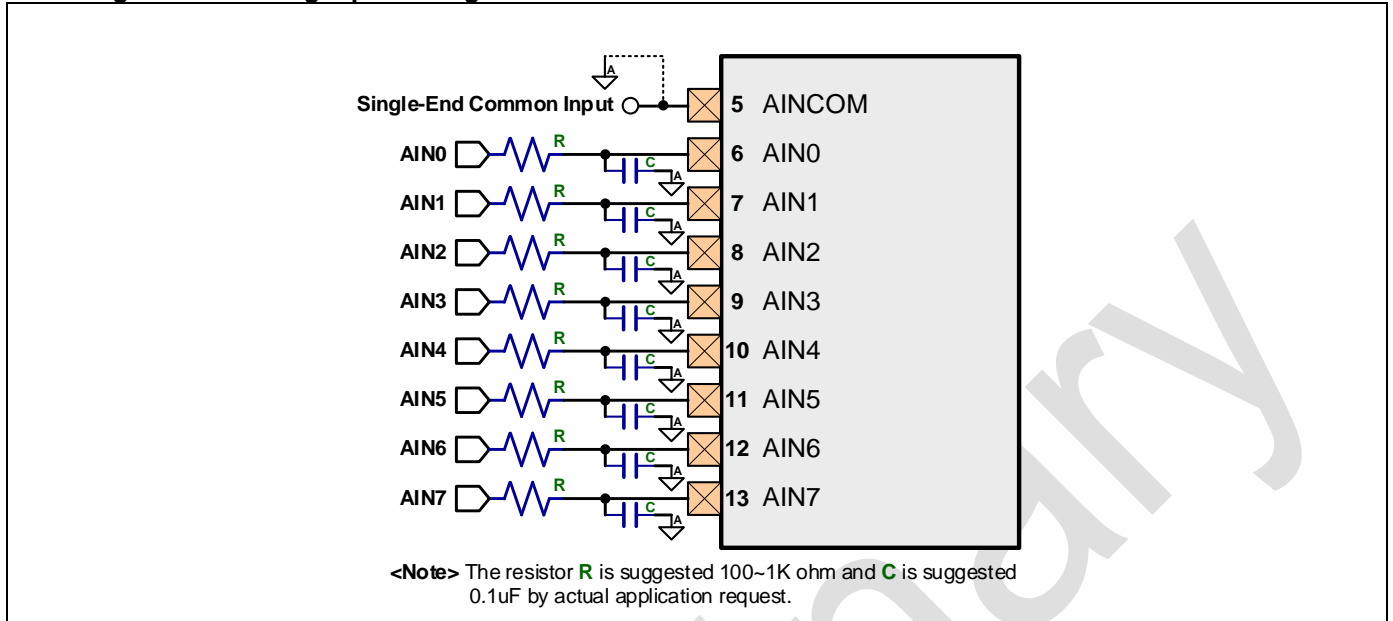 Single-End Common Input
A
5 AINCOM
AIN0 R C A 6 AIN0
AIN1 R C A 7 AIN1
AIN2 R C A 8 AIN2
AIN3 R C A 9 AIN3
AIN4 R C A 10 AIN4
AIN5 R C A 11 AIN5
AIN6 R C A 12 AIN6
AIN7 R C A 13 AIN7
<Note> The resistor R is suggested 100~1K ohm and C is suggested
0.1uF by actual application request.